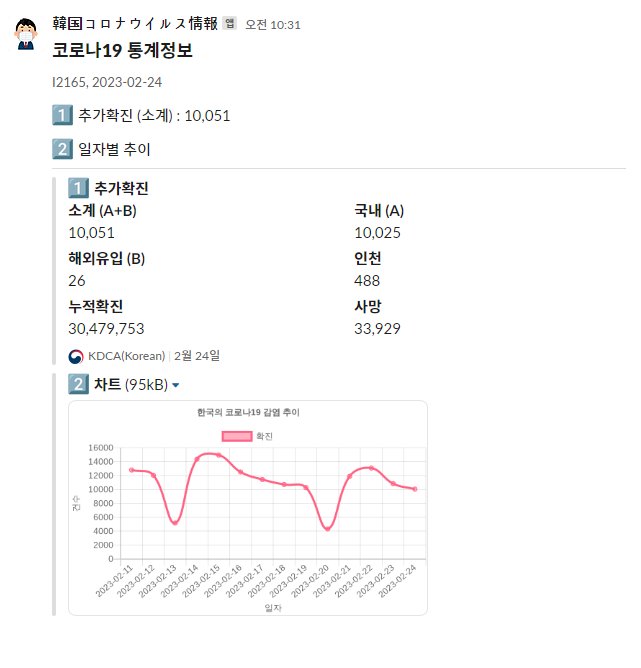 韓国コロナウイルス情報 앱 오전 10:31
코로나19 통계정보
I2165, 2023-02-24
1 추가확진 (소계) : 10,051
2 일자별 추이
1 추가확진
소계 (A+B) 국내 (A)
10,051 10,025
해외유입 (B) 인천
26 488
누적확진 사망
30,479,753 33,929
KDCA(Korean) | 2월 24일
2 차트 (95kB)
한국의 코로나19 감염 추이
확진
16000
14000
12000
10000
8000
6000
4000
2000
0
건수
2023-02-11 2023-02-12 2023-02-13 2023-02-14 2023-02-15 2023-02-16 2023-02-17 2023-02-18 2023-02-19 2023-02-20 2023-02-21 2023-02-22 2023-02-23 2023-02-24
일자